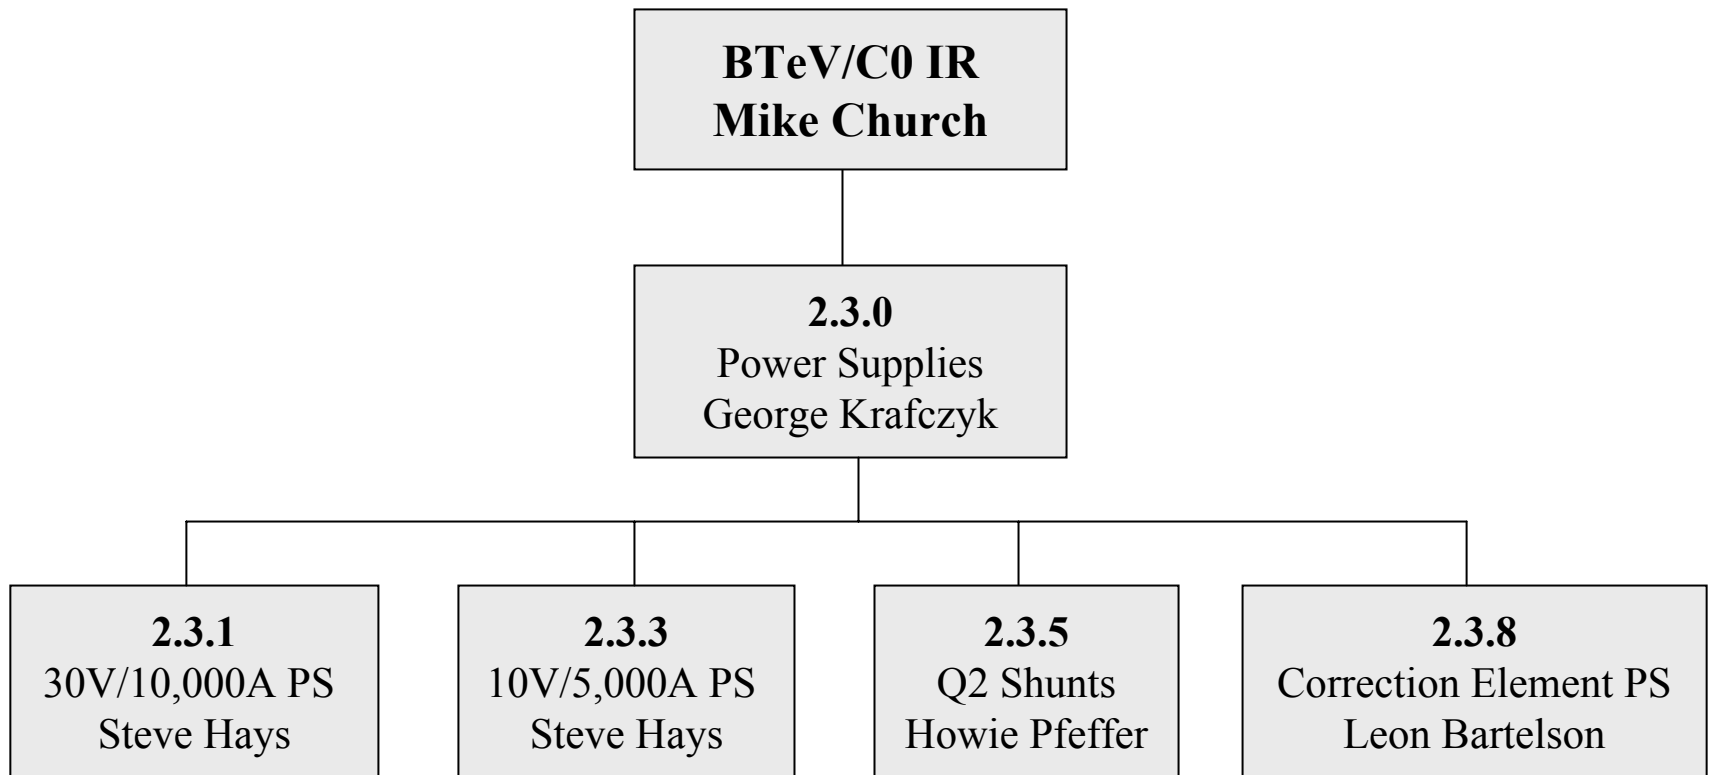 BTeV/C0 IR
Mike Church
2.3.0
Power Supplies
George Krafczyk
2.3.1
30V/10,000A PS
Steve Hays
2.3.3
10V/5,000A PS
Steve Hays
2.3.5
Q2 Shunts
Howie Pfeffer
2.3.8
Correction Element PS
Leon Bartelson